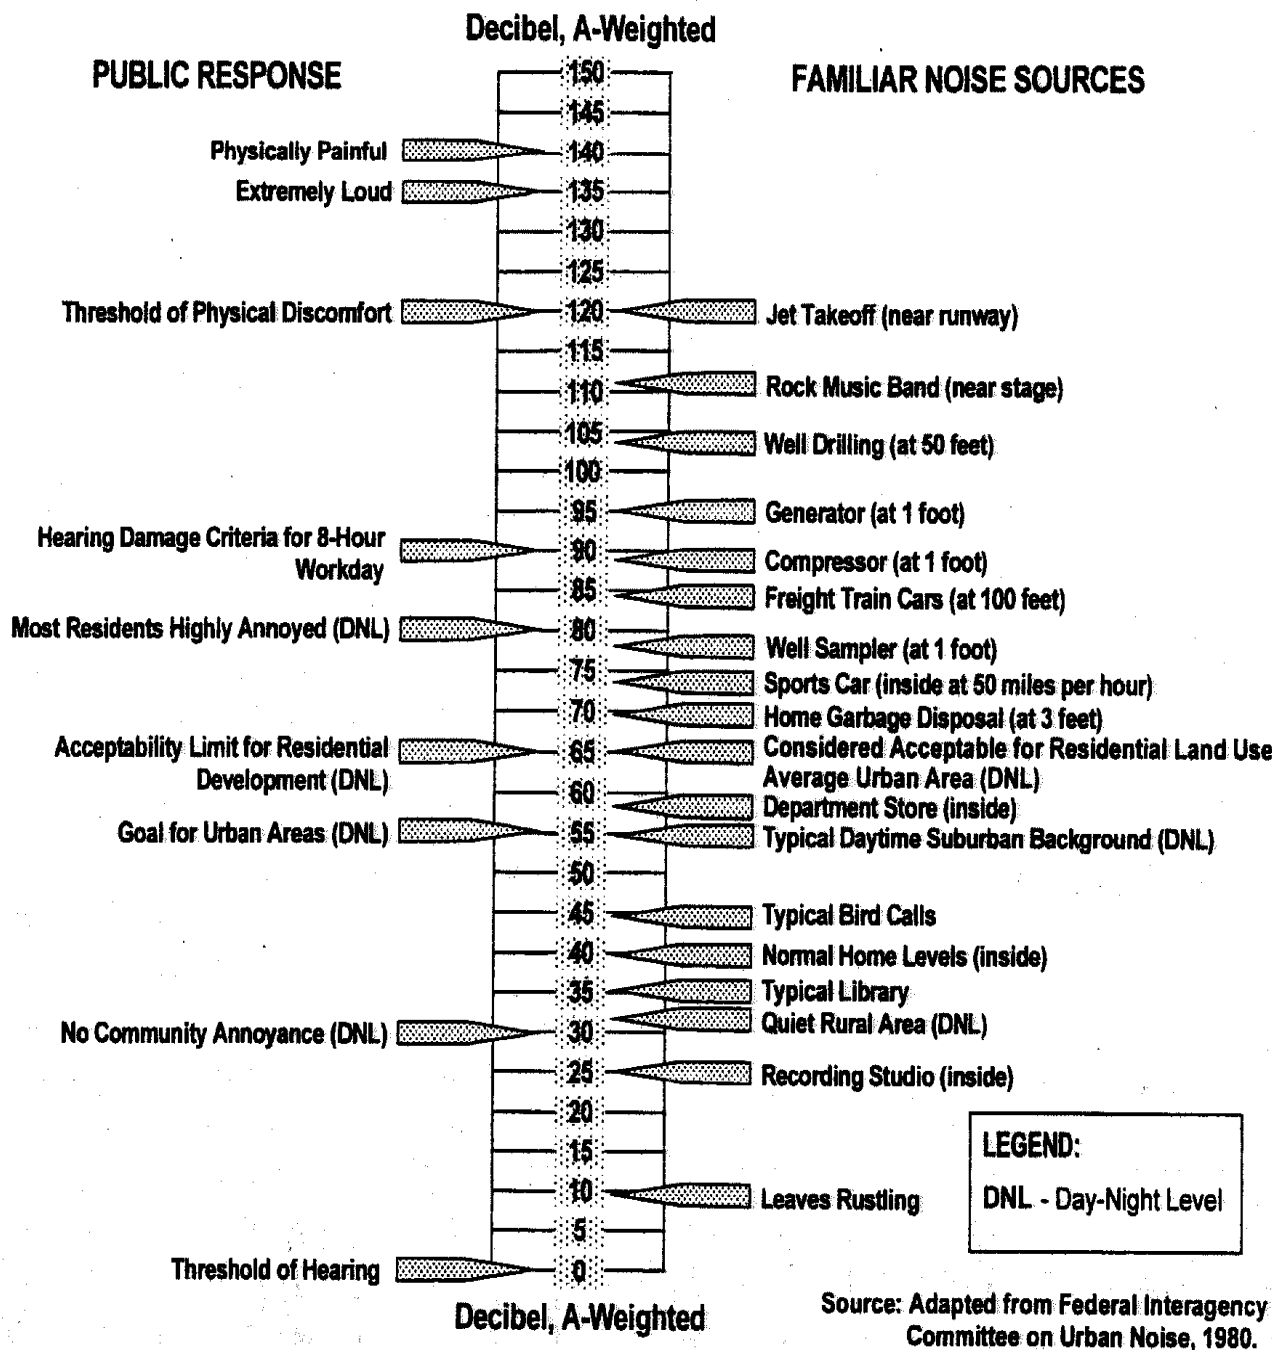 Decibel, A-Weighted
PUBLIC RESPONSE
FAMILIAR NOISE SOURCES
150
145
Physically Painful
140
Extremely Loud
135
130
125
Threshold of Physical Discomfort
120
Jet Takeoff (near runway)
115
110
Rock Music Band (near stage)
105
Well Drilling (at 50 feet)
100
95
Generator (at 1 foot)
Hearing Damage Criteria for 8-Hour
Workday
90
Compressor (at 1 foot)
85
Freight Train Cars (at 100 feet)
Most Residents Highly Annoyed (DNL)
80
Well Sampler (at 1 foot)
75
Sports Car (inside at 50 miles per hour)
70
Home Garbage Disposal (at 3 feet)
Acceptability Limit for Residential
Development (DNL)
65
Considered Acceptable for Residential Land Use
Average Urban Area (DNL)
60
Department Store (inside)
Goal for Urban Areas (DNL)
55
Typical Daytime Suburban Background (DNL)
50
45
Typical Bird Calls
40
Normal Home Levels (inside)
35
Typical Library
Quiet Rural Area (DNL)
No Community Annoyance (DNL)
30
25
Recording Studio (inside)
20
15
10
Leaves Rustling
5
Threshold of Hearing
0
Decibel, A-Weighted
LEGEND:
DNL - Day-Night Level
Source: Adapted from Federal Interagency
Committee on Urban Noise, 1980.